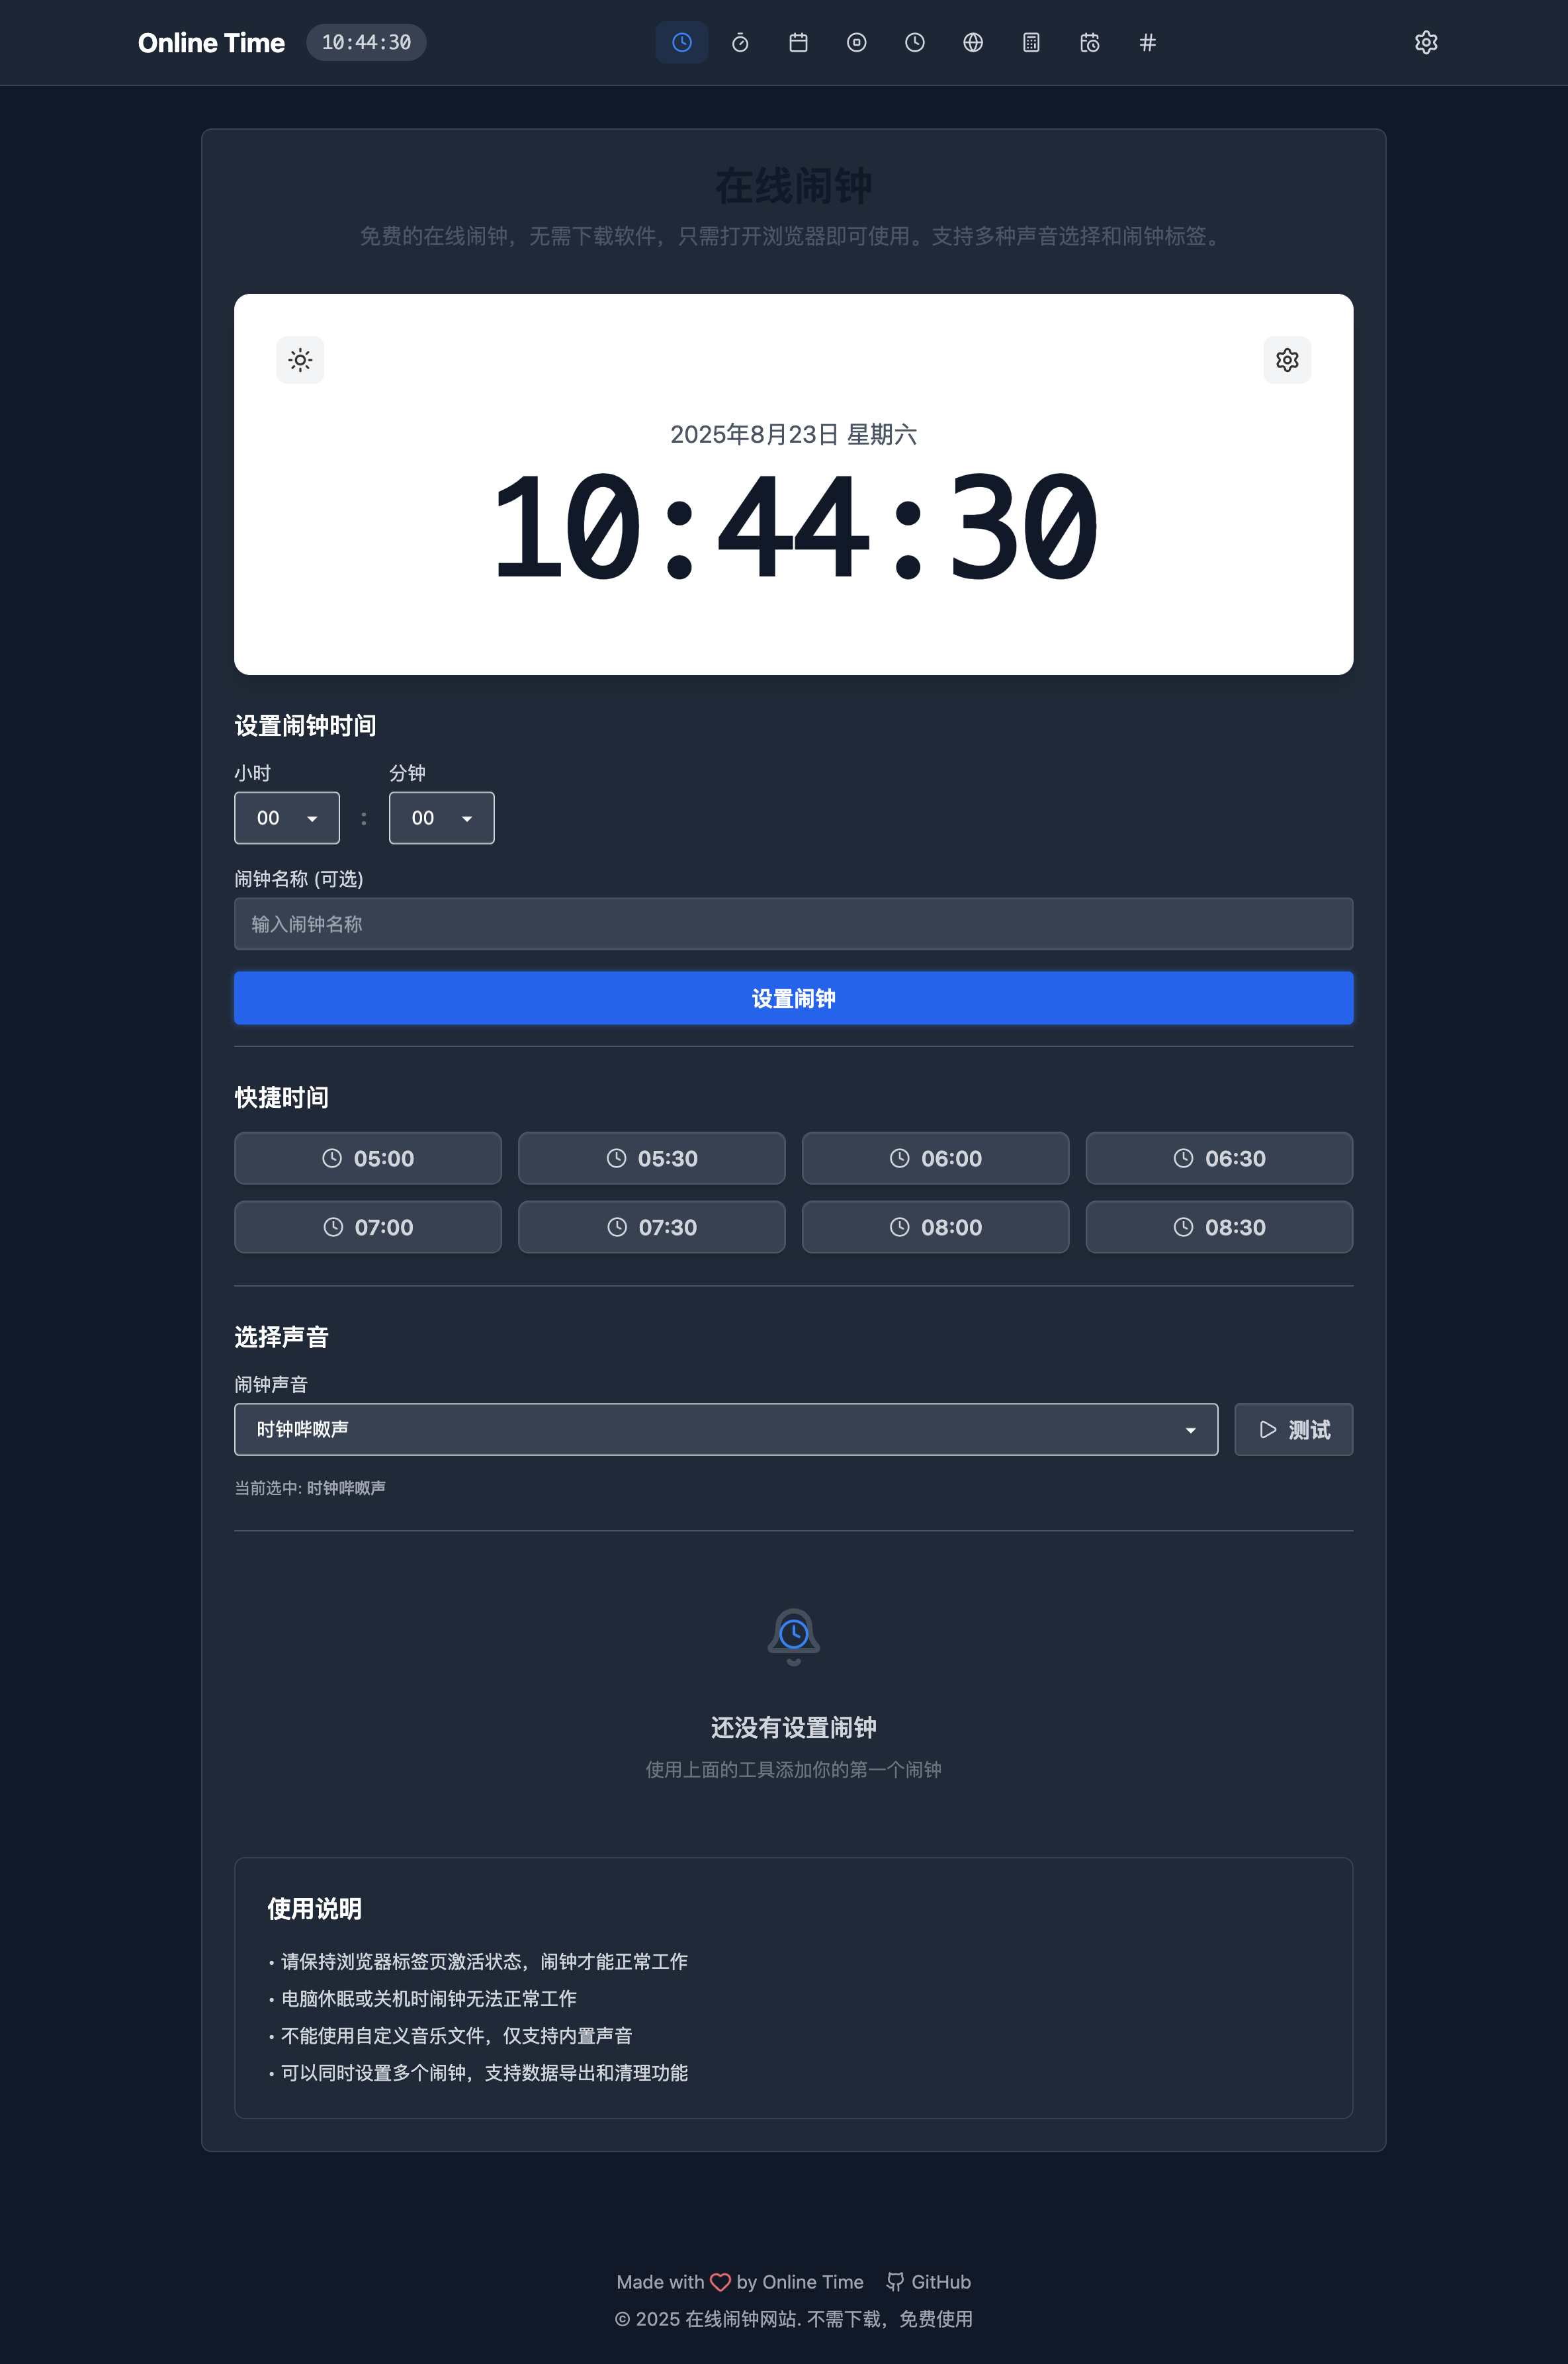 Online Time 10:44:30
在线闹钟
免费的在线闹钟，无需下载软件，只需打开浏览器即可使用。支持多种声音选择和闹钟标签。
2025年8月23日 星期六
10:44:30
设置闹钟时间
小时 分钟
00 : 00
闹钟名称 (可选)
输入闹钟名称
设置闹钟
快捷时间
05:00 05:30 06:00 06:30
07:00 07:30 08:00 08:30
选择声音
闹钟声音
时钟哔呶声 测试
当前选中: 时钟哔呶声
还没有设置闹钟
使用上面的工具添加你的第一个闹钟
使用说明
• 请保持浏览器标签页激活状态，闹钟才能正常工作
• 电脑休眠或关机时闹钟无法正常工作
• 不能使用自定义音乐文件，仅支持内置声音
• 可以同时设置多个闹钟，支持数据导出和清理功能
Made with by Online Time GitHub
© 2025 在线闹钟网站. 不需下载，免费使用